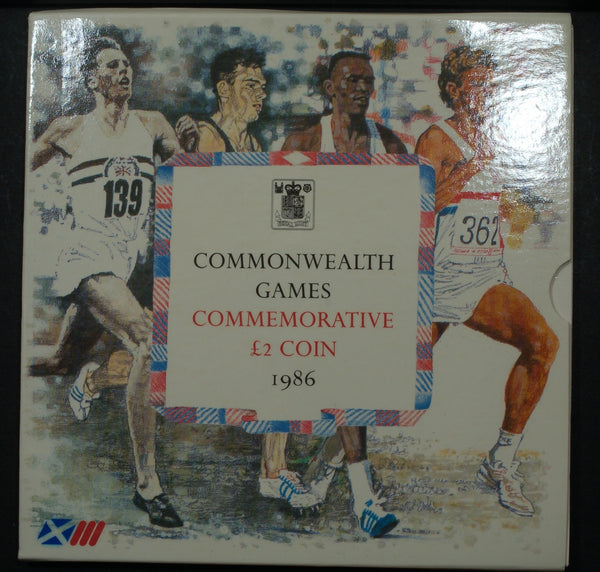 139
362
COMMONWEALTH
GAMES
COMMEMORATIVE
£2 COIN
1986